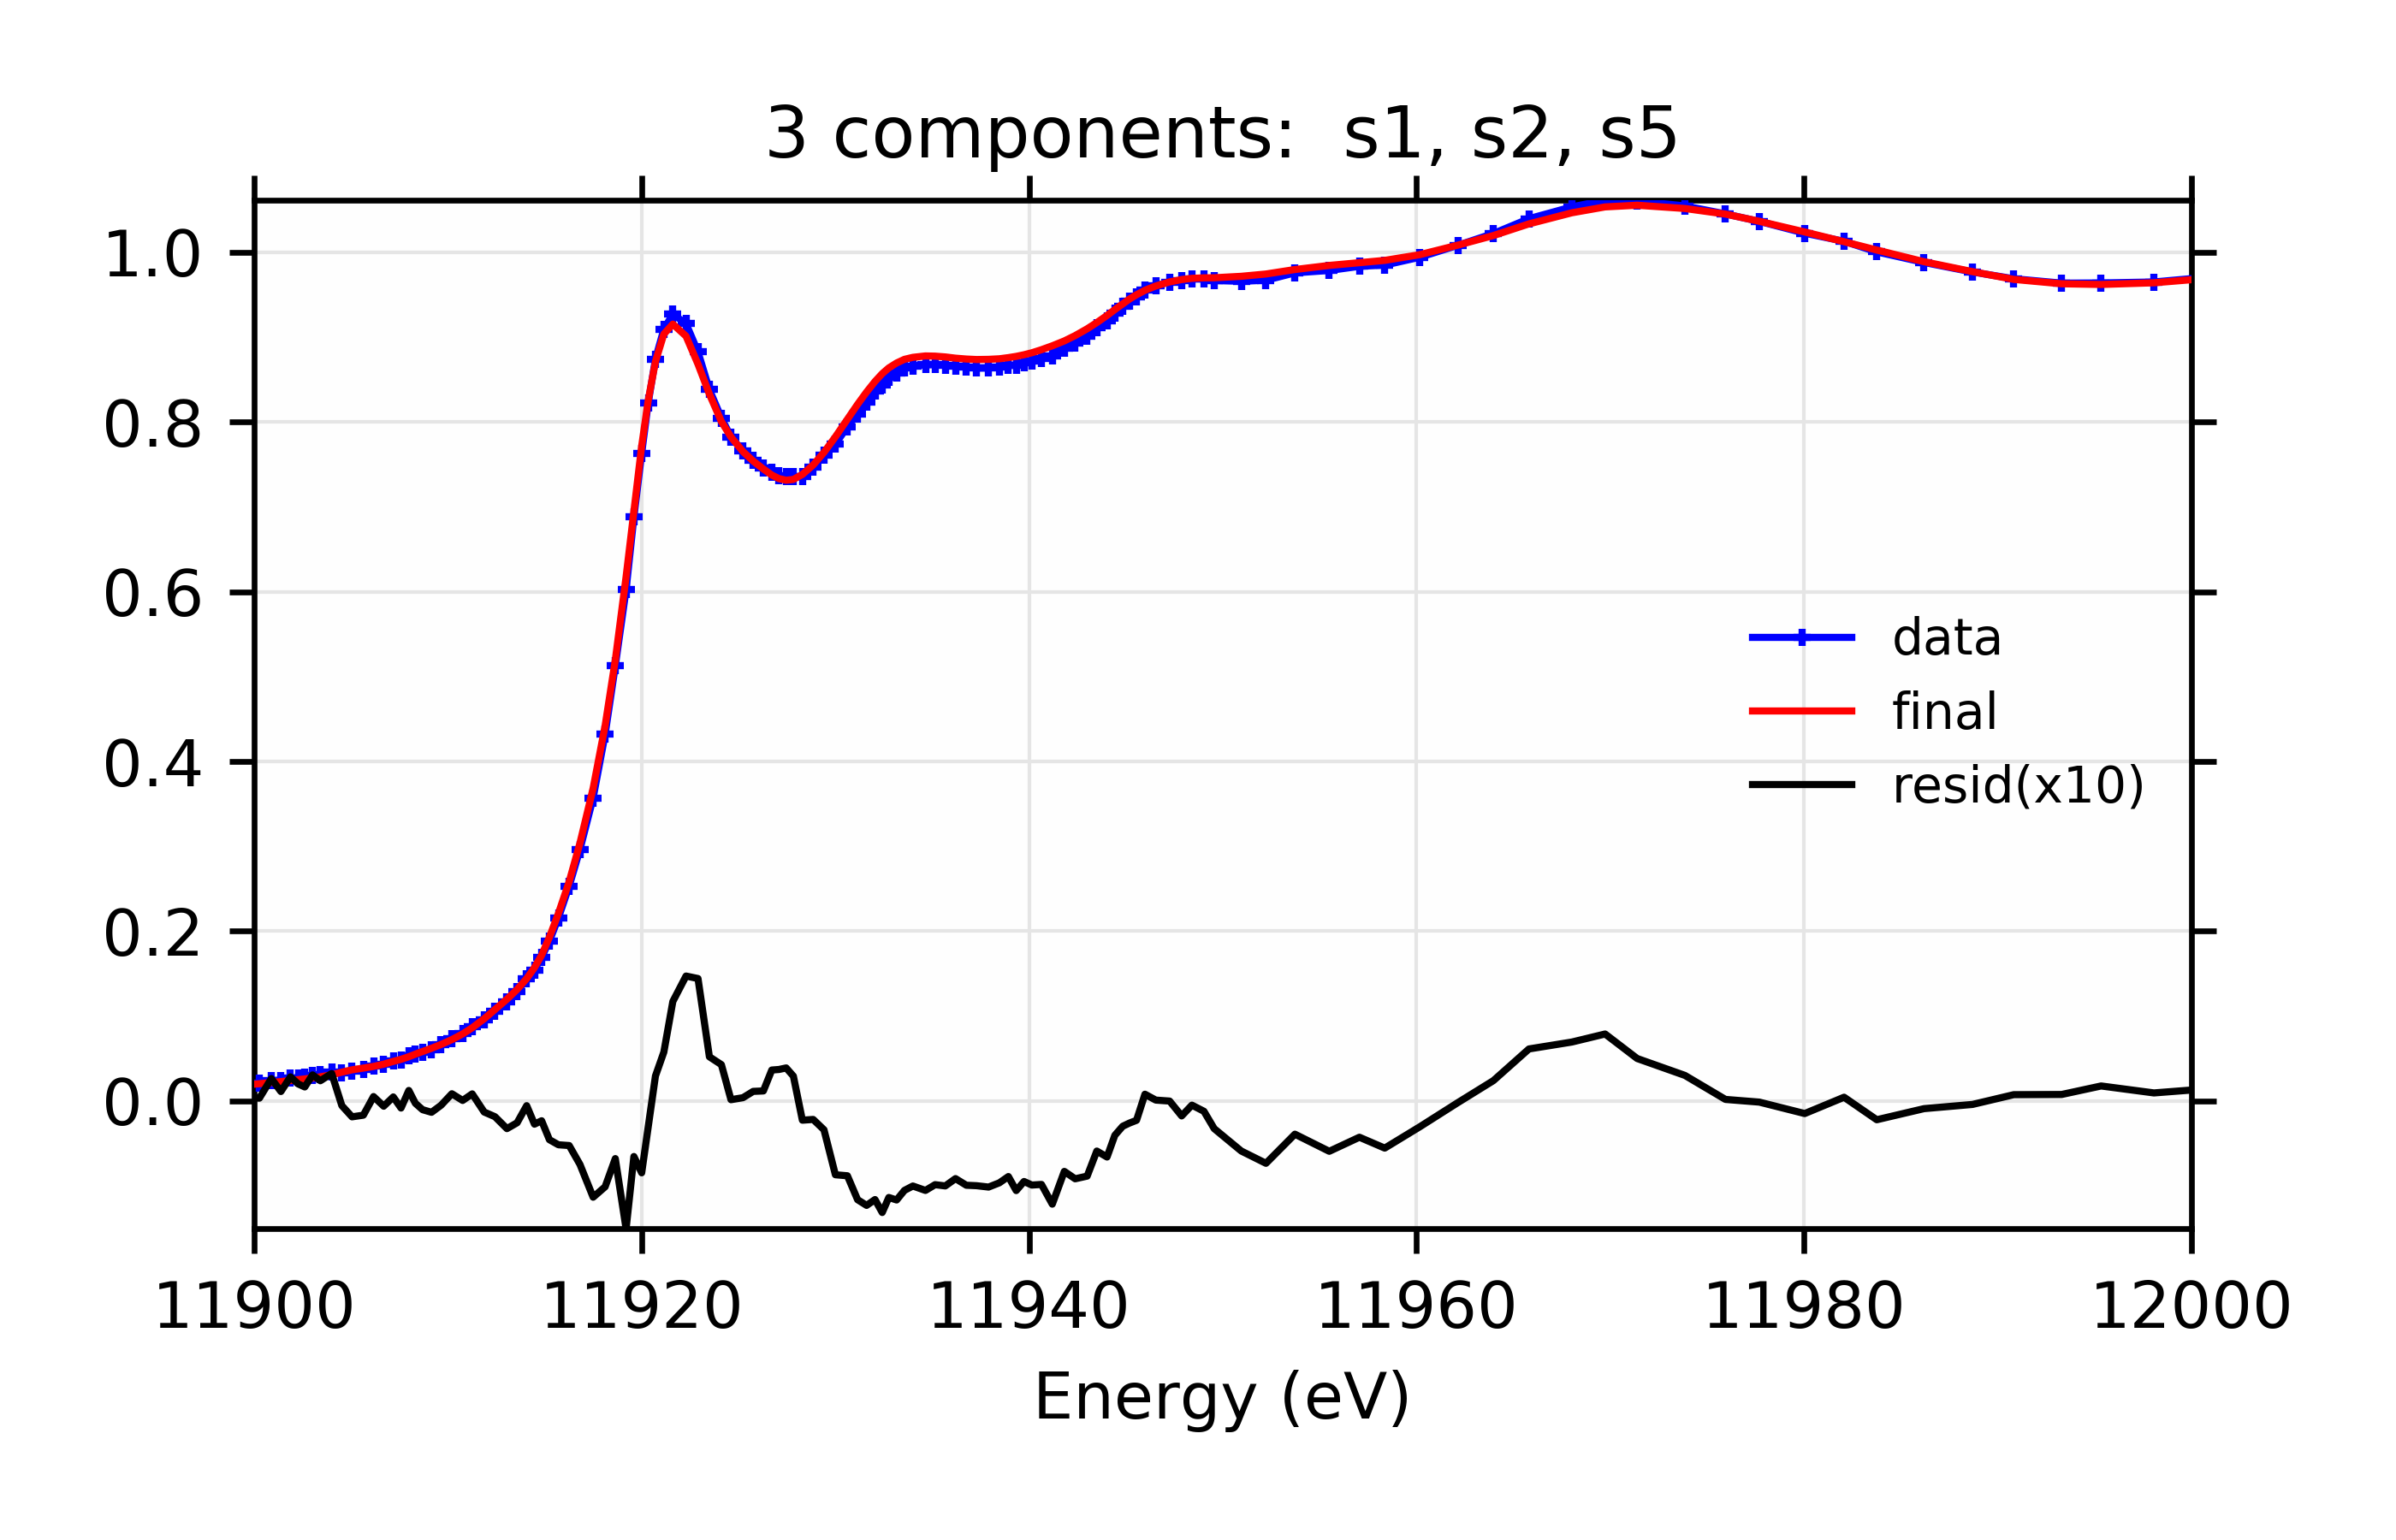 3 components:  s1, s2, s5
1.0
0.8
0.6
0.4
0.2
0.0
data
final
resid(x10)
11900 11920 11940 11960 11980 12000
Energy (eV)